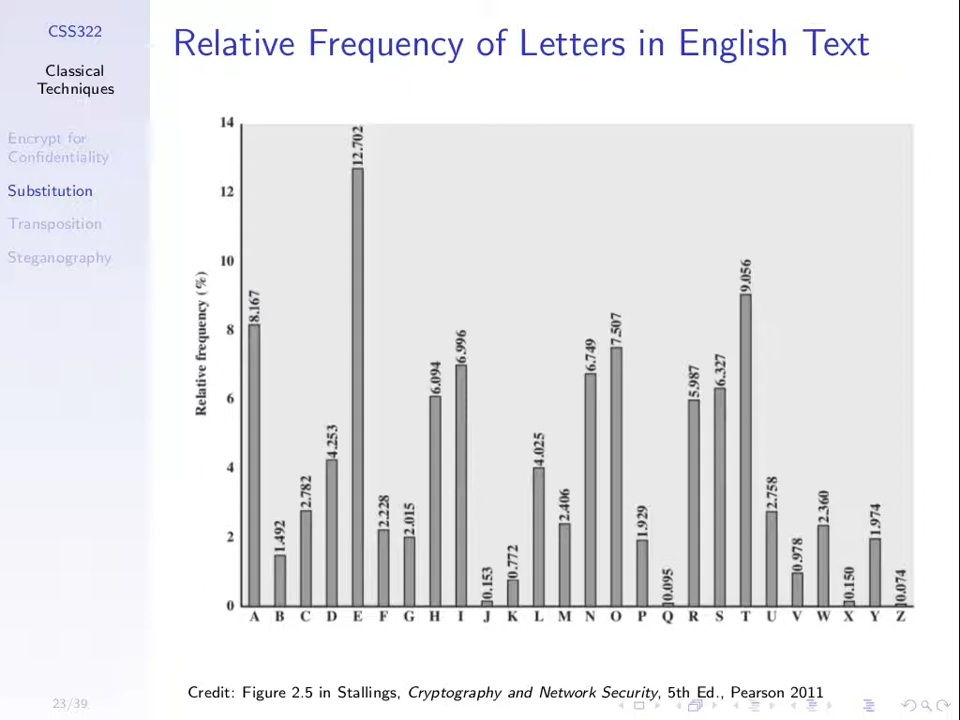 CSS322
Classical
Techniques
Encrypt for
Confidentiality
Substitution
Transposition
Steganography
Relative Frequency of Letters in English Text
Relative frequency (%)
14
12
10
8
6
4
2
0
8.167
1.492
2.782
4.253
12.702
2.228
2.015
6.094
6.996
0.153
0.772
4.025
2.406
6.749
7.507
1.929
0.095
5.987
6.327
9.056
2.758
0.978
2.360
0.150
1.974
0.074
A B C D E F G H I J K L M N O P Q R S T U V W X Y Z
Credit: Figure 2.5 in Stallings, Cryptography and Network Security, 5th Ed., Pearson 2011
23/39